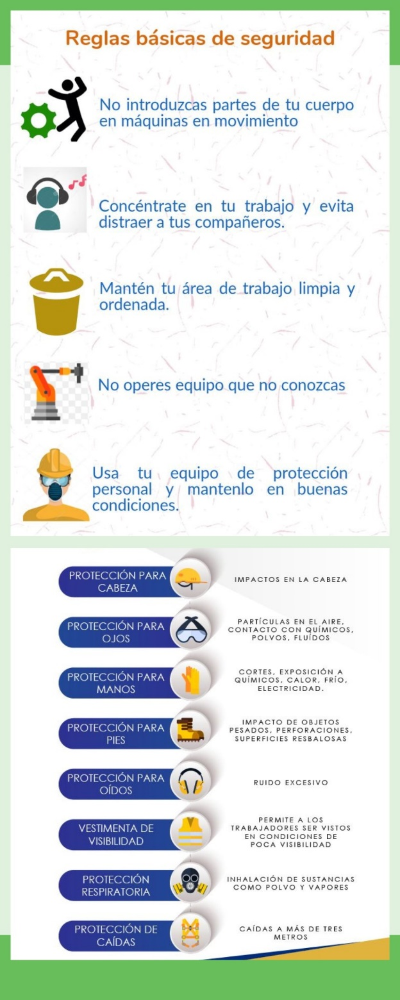 Reglas básicas de seguridad
No introduzcas partes de tu cuerpo
en máquinas en movimiento
Concéntrate en tu trabajo y evita
distraer a tus compañeros.
Mantén tu área de trabajo limpia y
ordenada.
No operes equipo que no conozcas
Usa tu equipo de protección
personal y mantenlo en buenas
condiciones.
PROTECCIÓN PARA
CABEZA
IMPACTOS EN LA CABEZA
PROTECCIÓN PARA
OJOS
PARTÍCULAS EN EL AIRE,
CONTACTO CON QUÍMICOS,
POLVOS, FLUÍDOS
PROTECCIÓN PARA
MANOS
CORTES, EXPOSICIÓN A
QUÍMICOS, CALOR, FRÍO,
ELECTRICIDAD.
PROTECCIÓN PARA
PIES
IMPACTO DE OBJETOS
PESADOS, PERFORACIONES,
SUPERFICIES RESBALOSAS
PROTECCIÓN PARA
OÍDOS
RUIDO EXCESIVO
VESTIMENTA DE
VISIBILIDAD
PERMITE A LOS
TRABAJADORES SER VISTOS
EN CONDICIONES DE
POCA VISIBILIDAD
PROTECCIÓN
RESPIRATORIA
INHALACIÓN DE SUSTANCIAS
COMO POLVO Y VAPORES
PROTECCIÓN DE
CAÍDAS
CAÍDAS A MÁS DE TRES
METROS